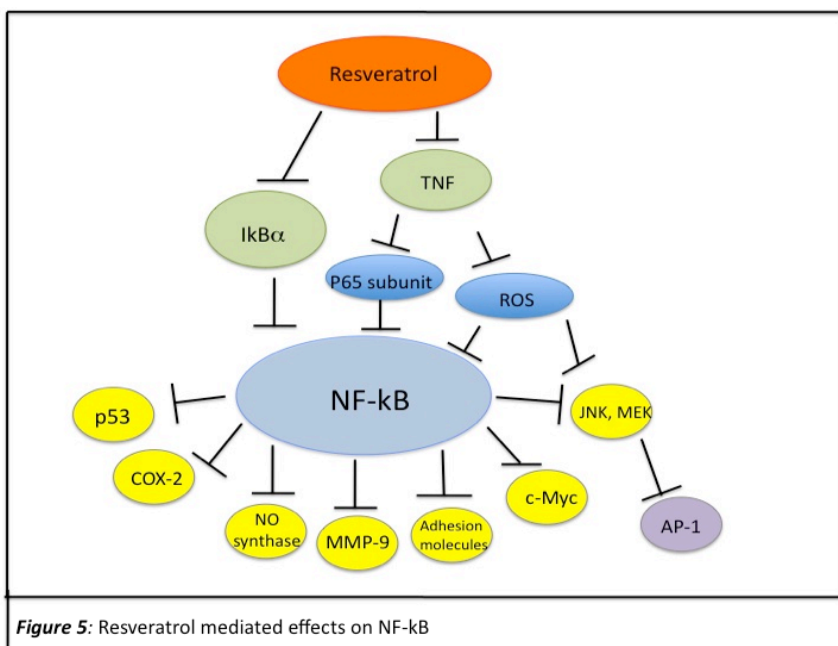 Resveratrol
TNF
IkBα
P65 subunit
ROS
NF-kB
p53
JNK, MEK
COX-2
c-Myc
NO
synthase
MMP-9
Adhesion
molecules
AP-1
Figure 5: Resveratrol mediated effects on NF-kB